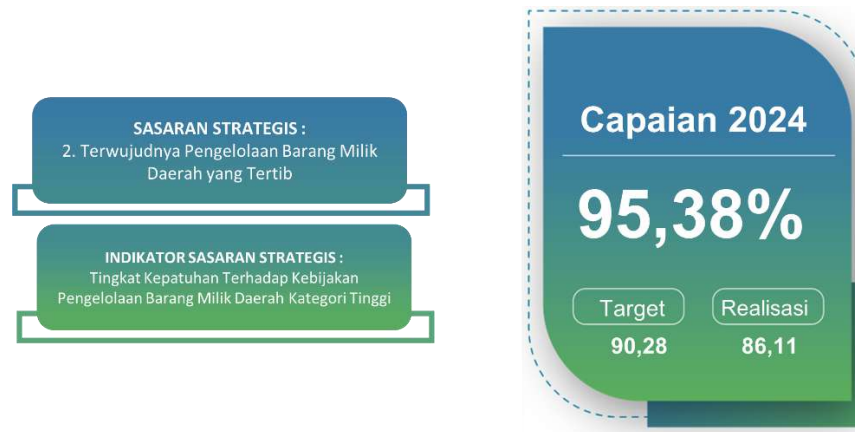 SASARAN STRATEGIS :
2. Terwujudnya Pengelolaan Barang Milik
Daerah yang Tertib
INDIKATOR SASARAN STRATEGIS :
Tingkat Kepatuhan Terhadap Kebijakan
Pengelolaan Barang Milik Daerah Kategori Tinggi
Capaian 2024
95,38%
Target Realisasi
90,28 86,11